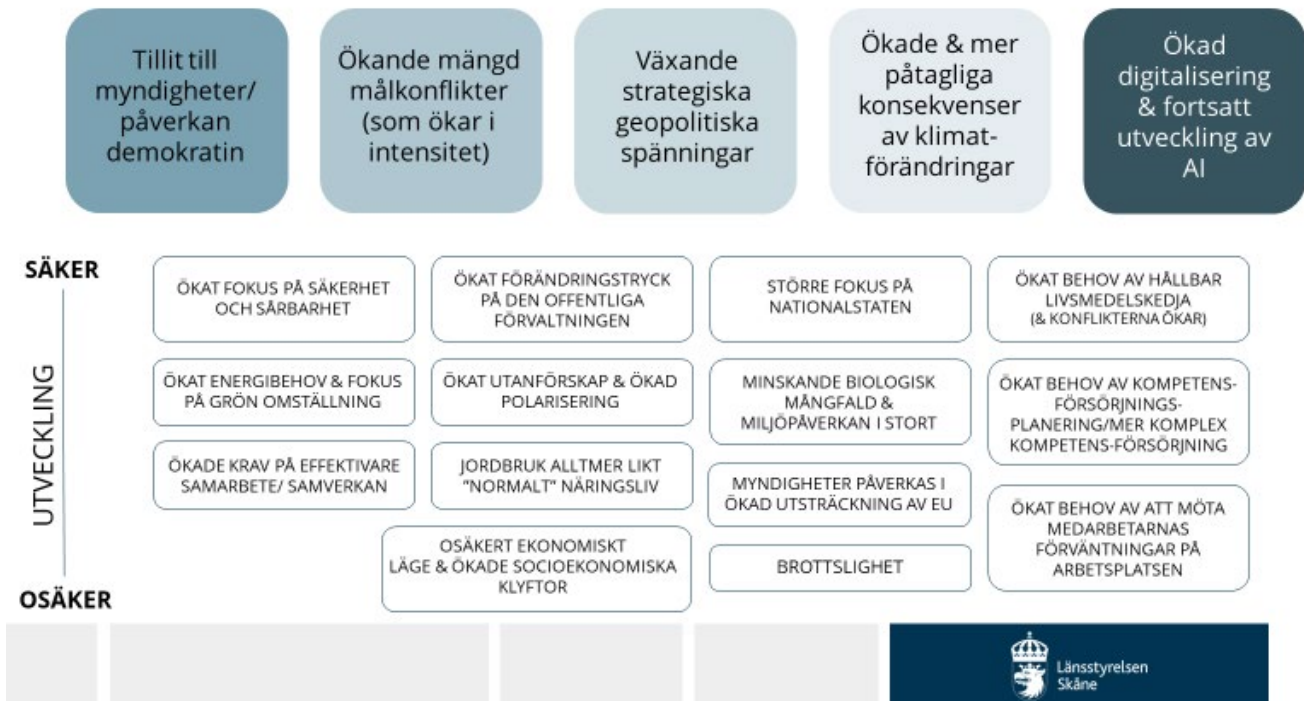 Tillit till
myndigheter/
påverkan
demokratin
Ökande mängd
målkonflikter
(som ökar i
intensitet)
Växande
strategiska
geopolitiska
spänningar
Ökade & mer
påtagliga
konsekvenser
av klimat-
förändringar
Ökad
digitalisering
& fortsatt
utveckling av
AI
SÄKER
UTVECKLING
OSÄKER
ÖKAT FOKUS PÅ SÄKERHET
OCH SÅRBARHET
ÖKAT FÖRÄNDRINGSTRYCK
PÅ DEN OFFENTLIGA
FÖRVALTNINGEN
STÖRRE FOKUS PÅ
NATIONALSTATEN
ÖKAT BEHOV AV HÅLLBAR
LIVSMEDELSKEDJA
(& KONFLIKTERNA ÖKAR)
ÖKAT ENERGIBEHOV & FOKUS
PÅ GRÖN OMSTÄLLNING
ÖKAT UTANFÖRSKAP & ÖKAD
POLARISERING
MINSKANDE BIOLOGISK
MÅNGFALD &
MILJÖPÅVERKAN I STORT
ÖKAT BEHOV AV KOMPETENS-
FÖRSÖRJNINGS-
PLANERING/MER KOMPLEX
KOMPETENS-FÖRSÖRJNING
ÖKADE KRAV PÅ EFFEKTIVARE
SAMARBETE/ SAMVERKAN
JORDBRUK ALLTMER LIKT
"NORMALT" NÄRINGSLIV
MYNDIGHETER PÅVERKAS I
ÖKAD UTSTRÄCKNING AV EU
ÖKAT BEHOV AV ATT MÖTA
MEDARBETARNAS
FÖRVÄNTNINGAR PÅ
ARBETSPLATSEN
OSÄKERT EKONOMISKT
LÄGE & ÖKADE SOCIOEKONOMISKA
KLYFTOR
BROTTSLIGHET
Länsstyrelsen
Skåne